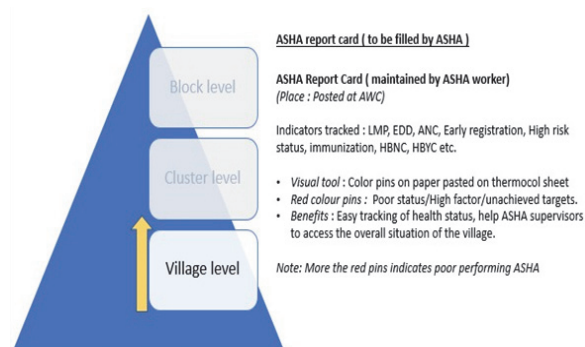 Block level
Cluster level
Village level
ASHA report card ( to be filled by ASHA )
ASHA Report Card ( maintained by ASHA worker)
(Place : Posted at AWC)
Indicators tracked : LMP, EDD, ANC, Early registration, High risk
status, immunization, HBNC, HBYC etc.
• Visual tool : Color pins on paper pasted on thermocol sheet
• Red colour pins : Poor status/High factor/unachieved targets.
• Benefits : Easy tracking of health status, help ASHA supervisors
to access the overall situation of the village.
Note: More the red pins indicates poor performing ASHA